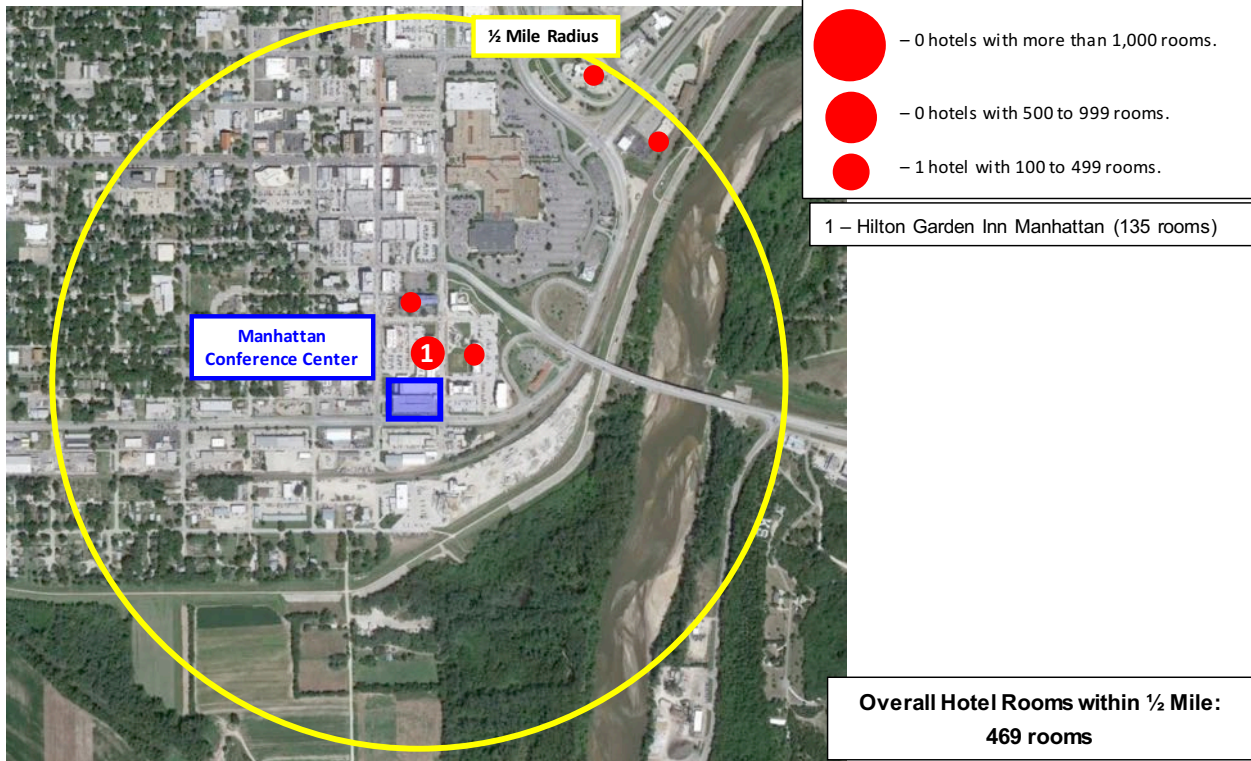 ½ Mile Radius
– 0 hotels with more than 1,000 rooms.
– 0 hotels with 500 to 999 rooms.
– 1 hotel with 100 to 499 rooms.
1 – Hilton Garden Inn Manhattan (135 rooms)
Manhattan
Conference Center
1
KS
Overall Hotel Rooms within ½ Mile:
469 rooms